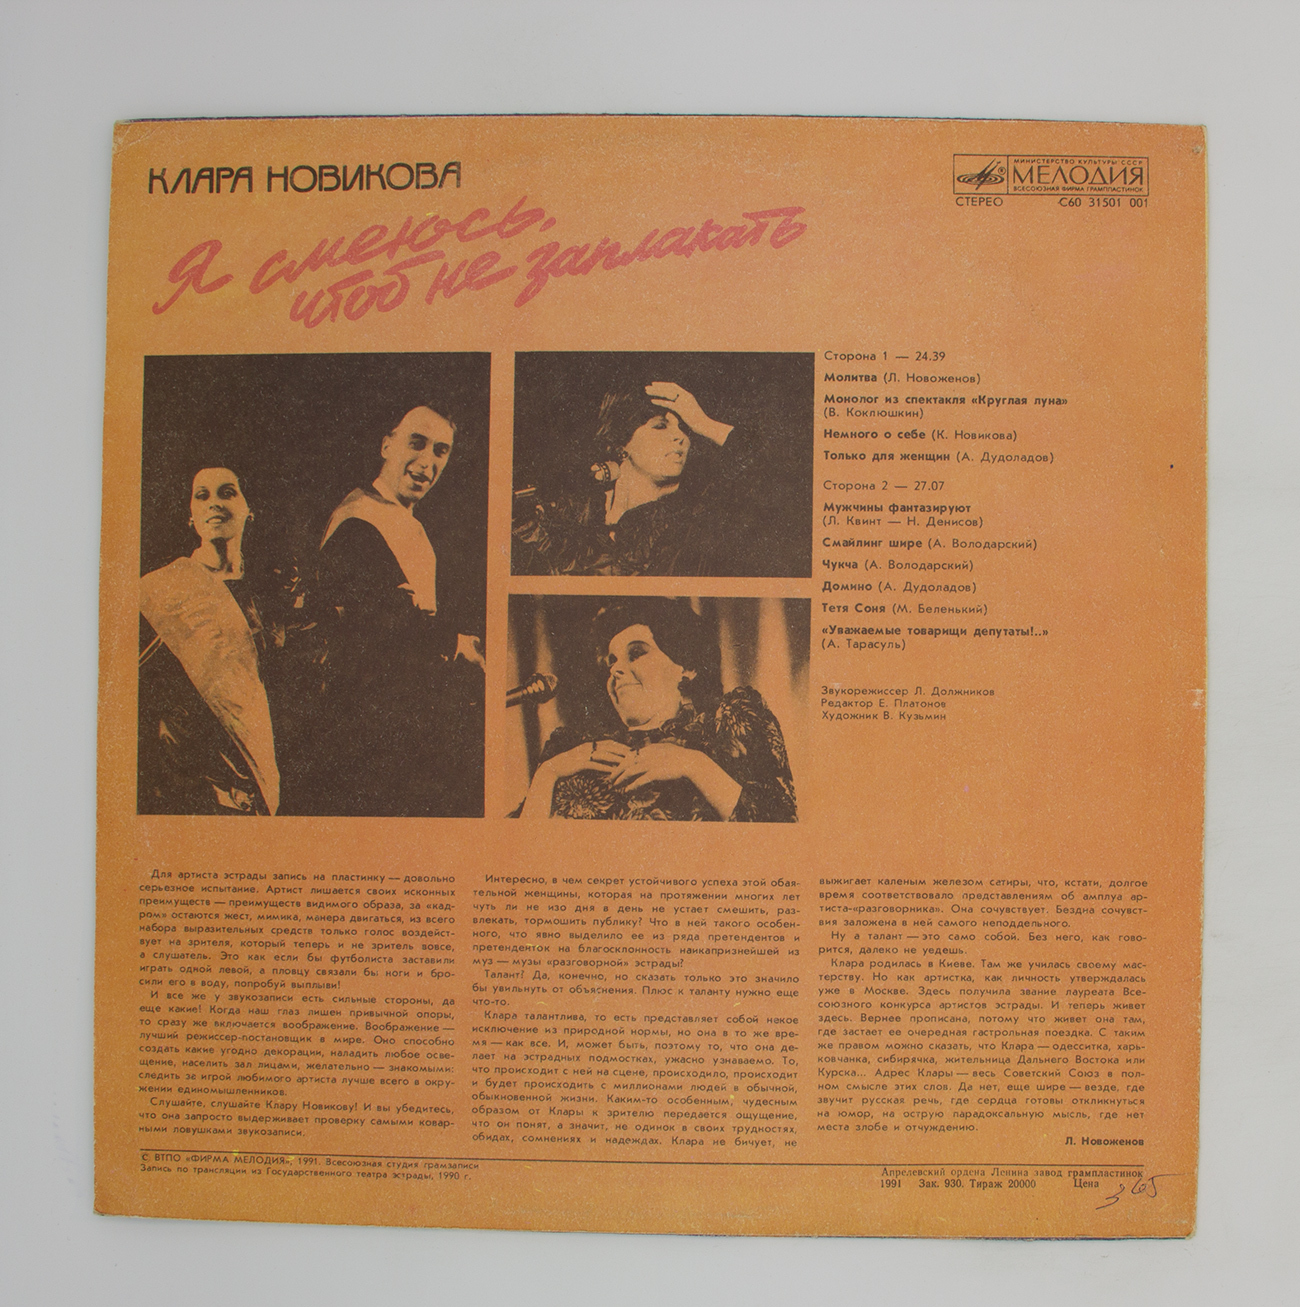 КЛАРА НОВИКОВА
Я смеюсь,
чтоб не заплакать
МИНИСТЕРСТВО КУЛЬТУРЫ СССР
МЕЛОДИЯ
ВСЕСОЮЗНАЯ ФИРМА ГРАМПЛАСТИНОК
СТЕРЕО С60 31501 001
Сторона 1 — 24.39
Молитва (Л. Новоженов)
Монолог из спектакля «Круглая луна»
(В. Коклюшкин)
Немного о себе (К. Новикова)
Только для женщин (А. Дудоладов)
Сторона 2 — 27.07
Мужчины фантазируют
(Л. Квинт — Н. Денисов)
Смайлинг шире (А. Володарский)
Чукча (А. Володарский)
Домино (А. Дудоладов)
Тетя Соня (М. Беленький)
«Уважаемые товарищи депутаты!..»
(А. Тарасуль)
Звукорежиссер Л. Должников
Редактор Е. Платонов
Художник В. Кузьмин
Для артиста эстрады запись на пластинку — довольно
серьезное испытание. Артист лишается своих исконных
преимуществ — преимуществ видимого образа, за «кад-
ром» остаются жест, мимика, манера двигаться, из всего
набора выразительных средств только голос воздейст-
вует на зрителя, который теперь и не зритель вовсе,
а слушатель. Это как если бы футболиста заставили
играть одной левой, а пловцу связали бы ноги и бро-
сили его в воду, попробуй выплыви!
И все же у звукозаписи есть сильные стороны, да
еще какие! Когда наш глаз лишен привычной опоры,
то сразу же включается воображение. Воображение —
лучший режиссер-постановщик в мире. Оно способно
создать какие угодно декорации, наладить любое осве-
щение, населить зал лицами, желательно — знакомыми:
следить за игрой любимого артиста лучше всего в окру-
жении единомышленников.
Слушайте, слушайте Клару Новикову! И вы убедитесь,
что она запросто выдерживает проверку самыми ковар-
ными ловушками звукозаписи.
Интересно, в чем секрет устойчивого успеха этой обая-
тельной женщины, которая на протяжении многих лет
чуть ли не изо дня в день не устает смешить, раз-
влекать, тормошить публику? Что в ней такого особен-
ного, что явно выделило ее из ряда претендентов и
претенденток на благосклонность наикапризнейшей из
муз — музы «разговорной» эстрады?
Талант? Да, конечно, но сказать только это значило
бы увильнуть от объяснения. Плюс к таланту нужно еще
что-то.
Клара талантлива, то есть представляет собой некое
исключение из природной нормы, но она в то же вре-
мя — как все. И, может быть, поэтому то, что она де-
лает на эстрадных подмостках, ужасно узнаваемо. То,
что происходит с ней на сцене, происходило, происходит
и будет происходить с миллионами людей в обычной,
обыкновенной жизни. Каким-то особенным, чудесным
образом от Клары к зрителю передается ощущение,
что он понят, а значит, не одинок в своих трудностях,
обидах, сомнениях и надеждах. Клара не бичует, не
выжигает каленым железом сатиры, что, кстати, долгое
время соответствовало представлениям об амплуа ар-
тиста-«разговорника». Она сочувствует. Бездна сочувст-
вия заложена в ней самого неподдельного.
Ну а талант — это само собой. Без него, как гово-
рится, далеко не уедешь.
Клара родилась в Киеве. Там же училась своему мас-
терству. Но как артистка, как личность утверждалась
уже в Москве. Здесь получила звание лауреата Все-
союзного конкурса артистов эстрады. И теперь живет
здесь. Вернее прописана, потому что живет она там,
где застает ее очередная гастрольная поездка. С таким
же правом можно сказать, что Клара — одесситка, харь-
ковчанка, сибирячка, жительница Дальнего Востока или
Курска... Адрес Клары — весь Советский Союз в пол-
ном смысле этих слов. Да нет, еще шире — везде, где
звучит русская речь, где сердца готовы откликнуться
на юмор, на острую парадоксальную мысль, где нет
места злобе и отчуждению.
Л. Новоженов
© ВТПО «ФИРМА МЕЛОДИЯ», 1991. Всесоюзная студия грамзаписи
Запись по трансляции из Государственного театра эстрады, 1990 г.
Апрелевский ордена Ленина завод грампластинок
1991 Зак. 930. Тираж 20000 Цена